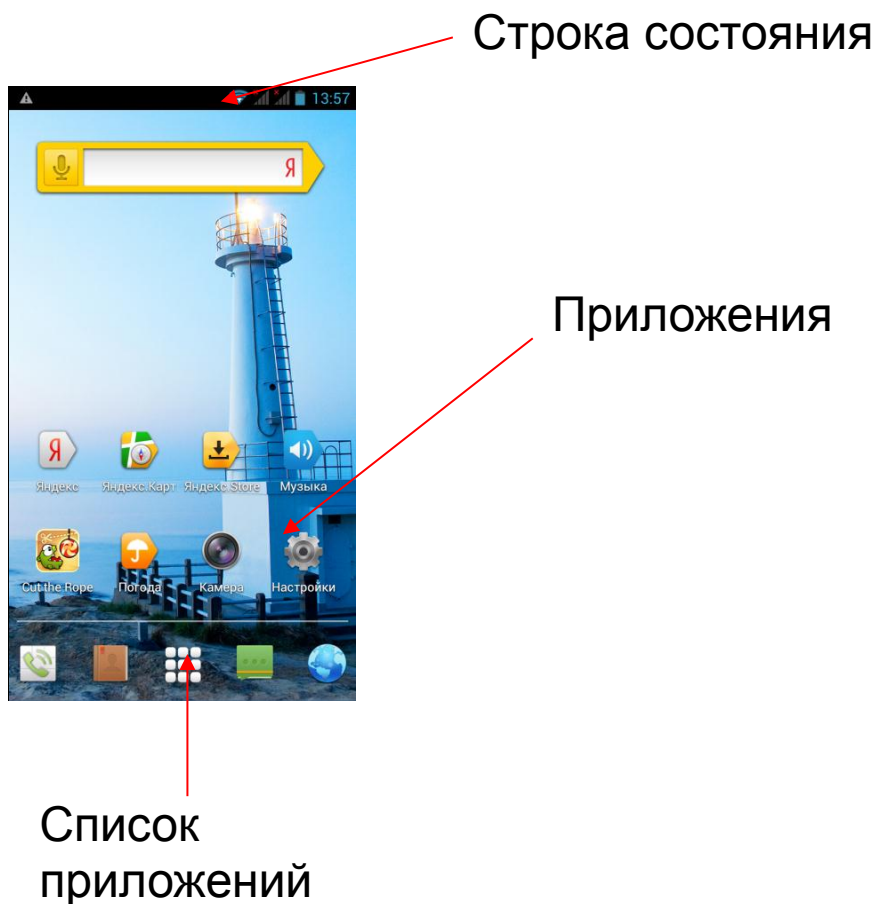 Строка состояния
13:57
Я
Приложения
Я
Яндекс Яндекс.Карт Яндекс.Store Музыка
Cut the Rope Погода Камера Настройки
Список
приложений